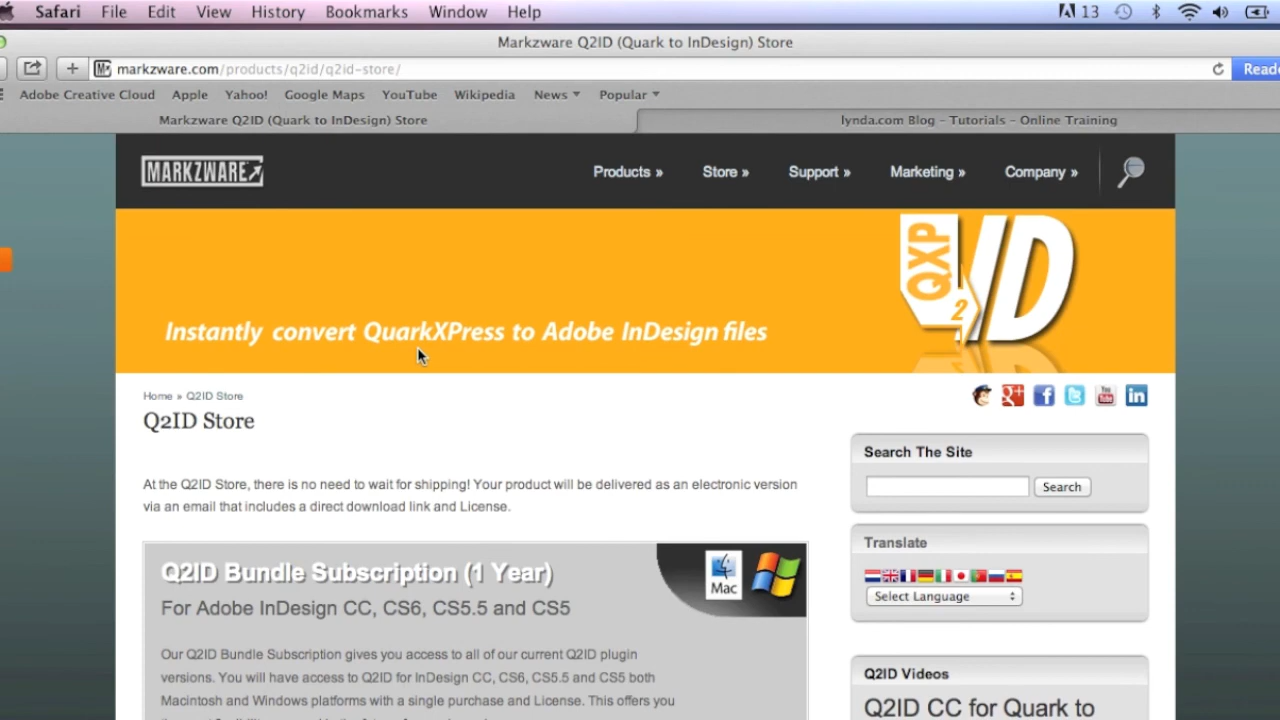 Safari File Edit View History Bookmarks Window Help 13
Markzware Q2ID (Quark to InDesign) Store
markzware.com/products/q2id/q2id-store/
Adobe Creative Cloud Apple Yahoo! Google Maps YouTube Wikipedia News Popular
Markzware Q2ID (Quark to InDesign) Store lynda.com Blog – Tutorials – Online Training
MARKZWARE Products » Store » Support » Marketing » Company »
QXP 2 ID
Instantly convert QuarkXPress to Adobe InDesign files
Home » Q2ID Store
Q2ID Store
At the Q2ID Store, there is no need to wait for shipping! Your product will be delivered as an electronic version
via an email that includes a direct download link and License.
Q2ID Bundle Subscription (1 Year)
Mac
For Adobe InDesign CC, CS6, CS5.5 and CS5
Our Q2ID Bundle Subscription gives you access to all of our current Q2ID plugin
versions. You will have access to Q2ID for InDesign CC, CS6, CS5.5 and CS5 both
Macintosh and Windows platforms with a single purchase and License. This offers you
Search The Site
Search
Translate
Select Language
Q2ID Videos
Q2ID CC for Quark to